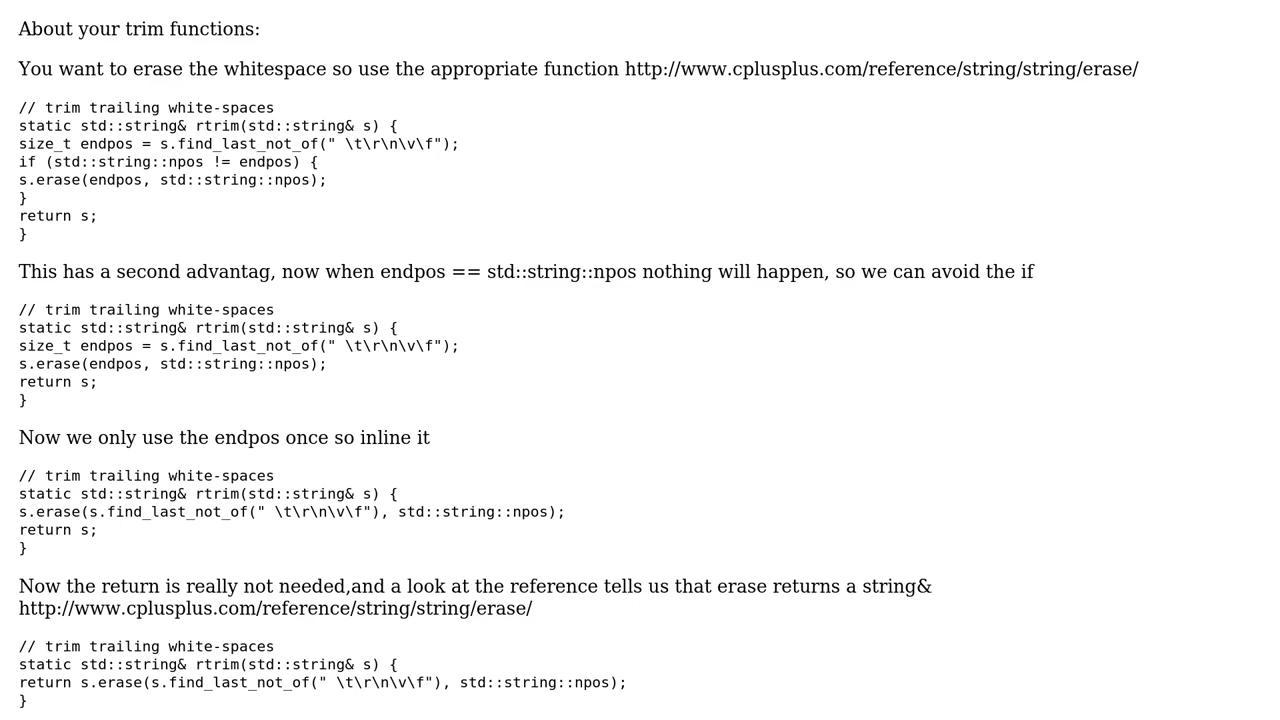 About your trim functions:
You want to erase the whitespace so use the appropriate function http://www.cplusplus.com/reference/string/string/erase/
// trim trailing white-spaces
static std::string& rtrim(std::string& s) {
size_t endpos = s.find_last_not_of(" \t\r\n\v\f");
if (std::string::npos != endpos) {
s.erase(endpos, std::string::npos);
}
return s;
}
This has a second advantag, now when endpos == std::string::npos nothing will happen, so we can avoid the if
// trim trailing white-spaces
static std::string& rtrim(std::string& s) {
size_t endpos = s.find_last_not_of(" \t\r\n\v\f");
s.erase(endpos, std::string::npos);
return s;
}
Now we only use the endpos once so inline it
// trim trailing white-spaces
static std::string& rtrim(std::string& s) {
s.erase(s.find_last_not_of(" \t\r\n\v\f"), std::string::npos);
return s;
}
Now the return is really not needed,and a look at the reference tells us that erase returns a string&
http://www.cplusplus.com/reference/string/string/erase/
// trim trailing white-spaces
static std::string& rtrim(std::string& s) {
return s.erase(s.find_last_not_of(" \t\r\n\v\f"), std::string::npos);
}